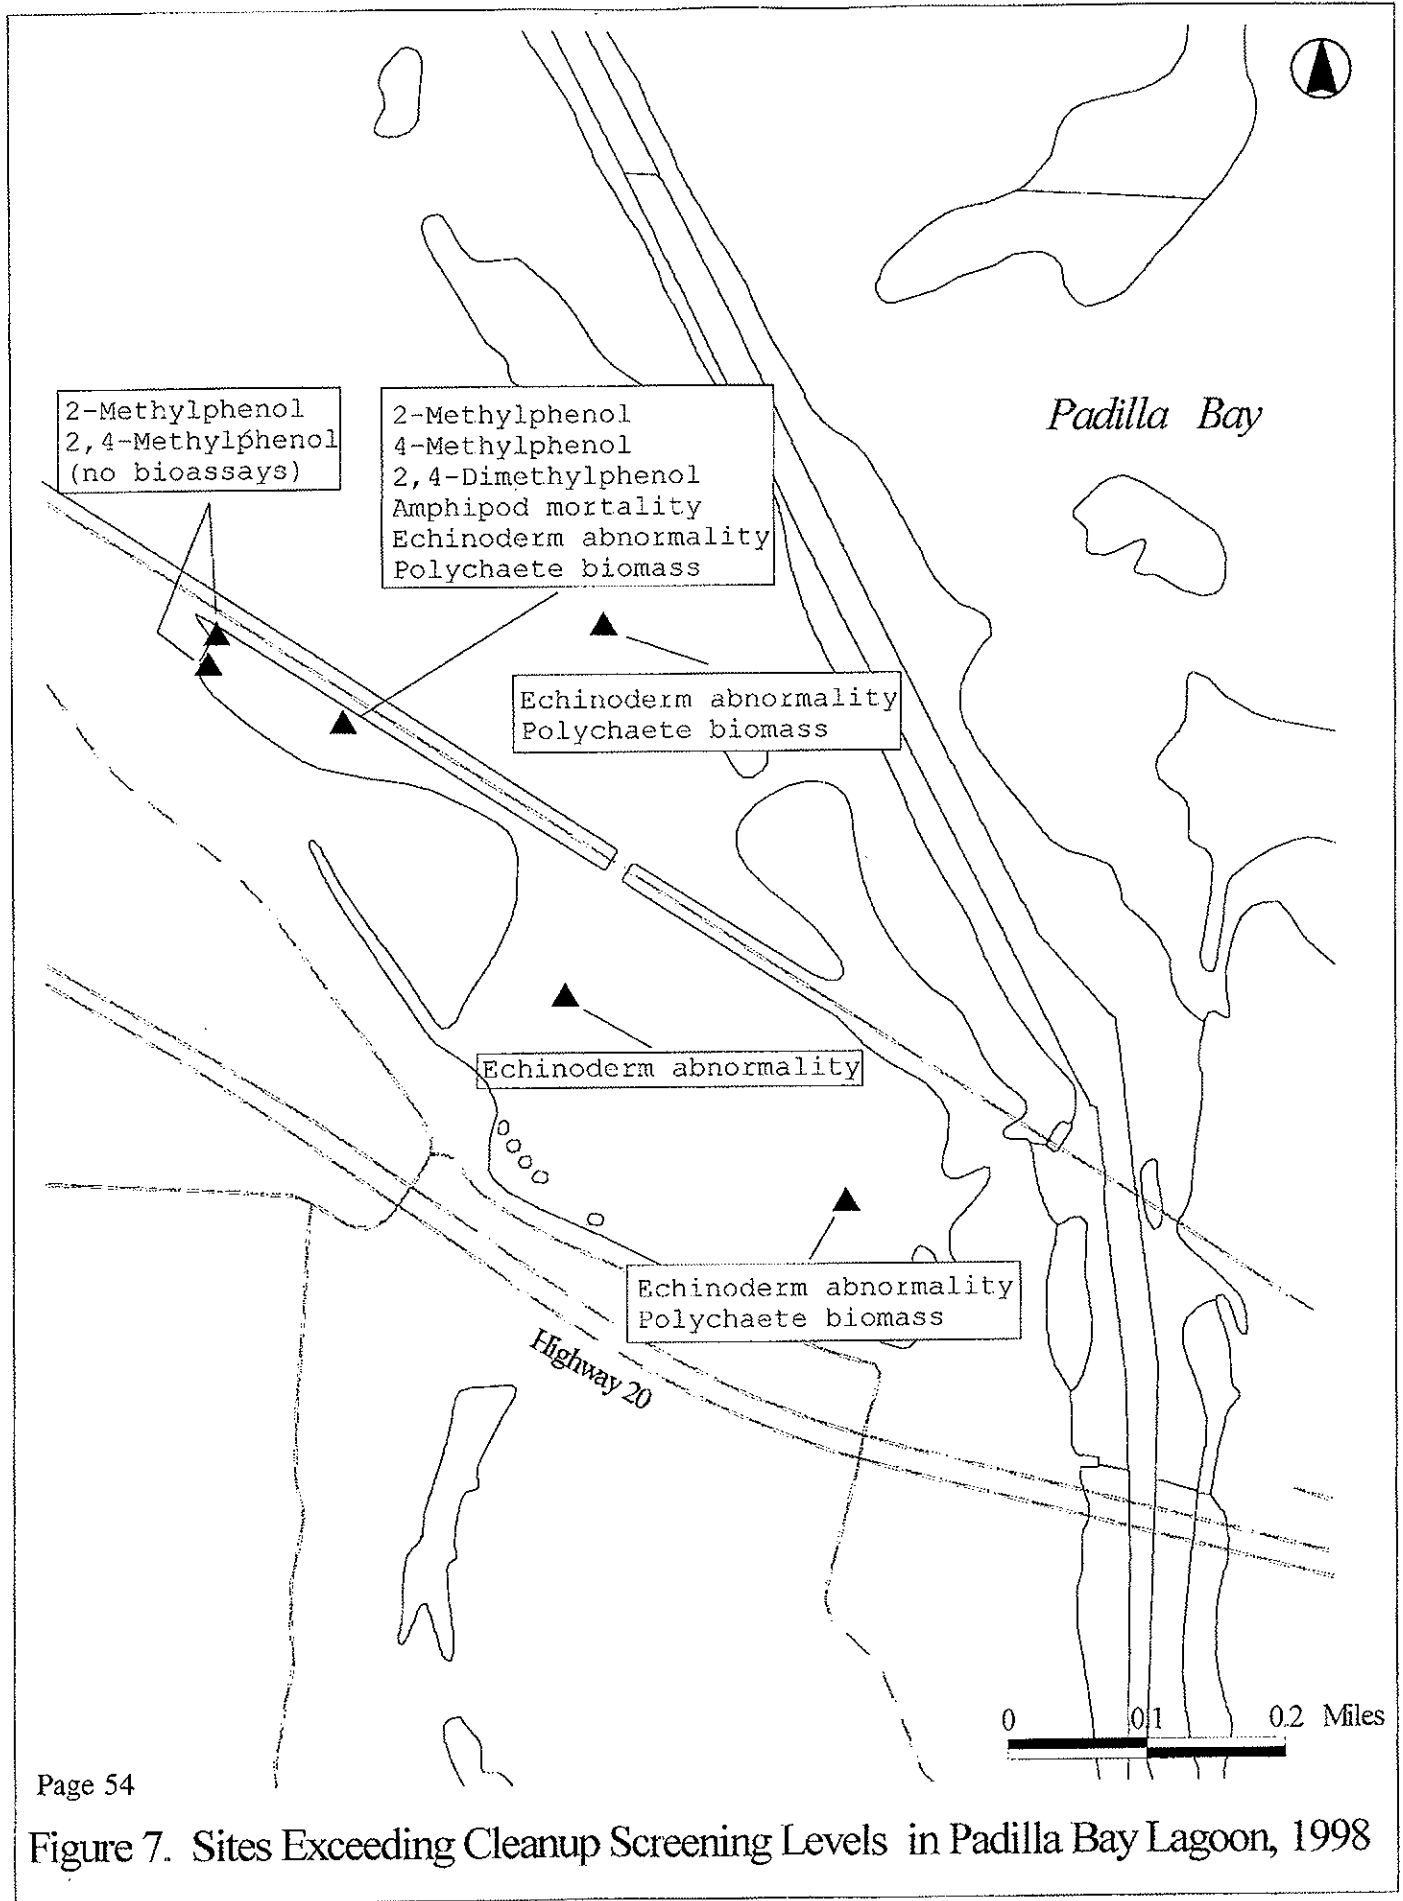 Padilla Bay
2-Methylphenol
2,4-Methylphenol
(no bioassays)
2-Methylphenol
4-Methylphenol
2,4-Dimethylphenol
Amphipod mortality
Echinoderm abnormality
Polychaete biomass
Echinoderm abnormality
Polychaete biomass
Echinoderm abnormality
Echinoderm abnormality
Polychaete biomass
Highway 20
0 0.1 0.2 Miles
Page 54
Figure 7. Sites Exceeding Cleanup Screening Levels in Padilla Bay Lagoon, 1998